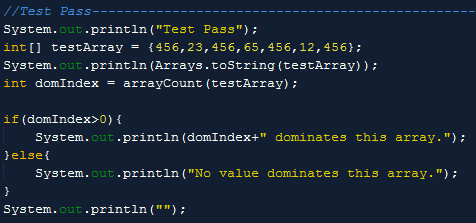 //Test Pass--------------------------------------------------
System.out.println("Test Pass");
int[] testArray = {456,23,456,65,456,12,456};
System.out.println(Arrays.toString(testArray));
int domIndex = arrayCount(testArray);
if(domIndex>0){
System.out.println(domIndex+" dominates this array.");
}else{
System.out.println("No value dominates this array.");
}
System.out.println("");